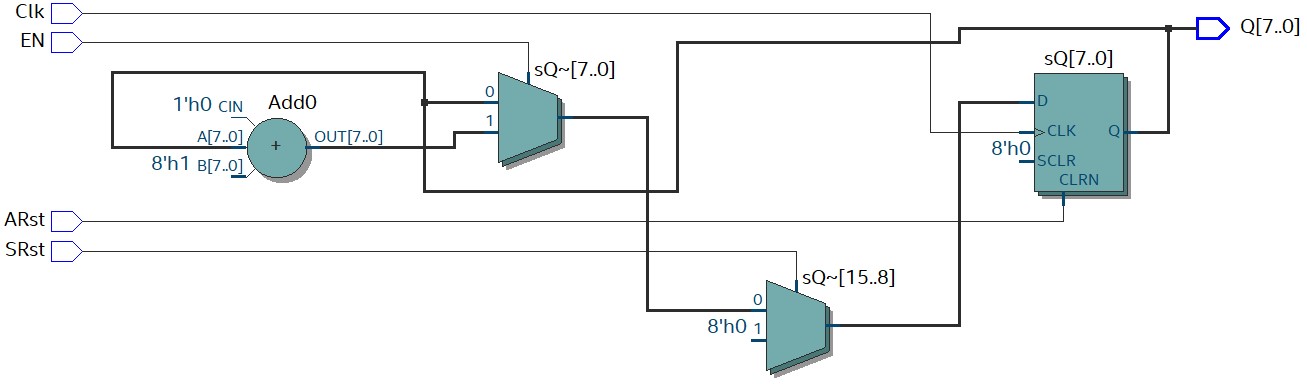 Clk
Q[7..0]
EN
sQ[7..0]
sQ~[7..0]
0
D
1'h0 CIN
Add0
1
CLK
Q
A[7..0]
+
OUT[7..0]
8'h0
SCLR
8'h1 B[7..0]
CLRN
ARst
SRst
sQ~[15..8]
0
8'h0 1